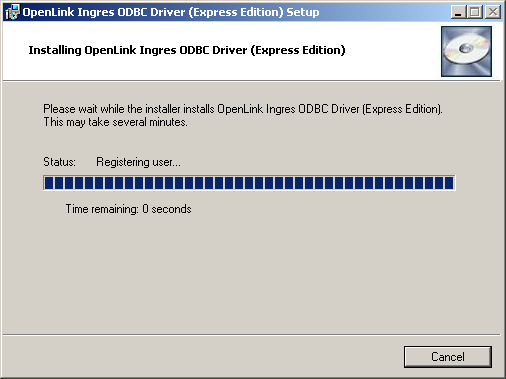 OpenLink Ingres ODBC Driver (Express Edition) Setup
Installing OpenLink Ingres ODBC Driver (Express Edition)
Please wait while the installer installs OpenLink Ingres ODBC Driver (Express Edition).
This may take several minutes.
Status: Registering user...
Time remaining: 0 seconds
Cancel